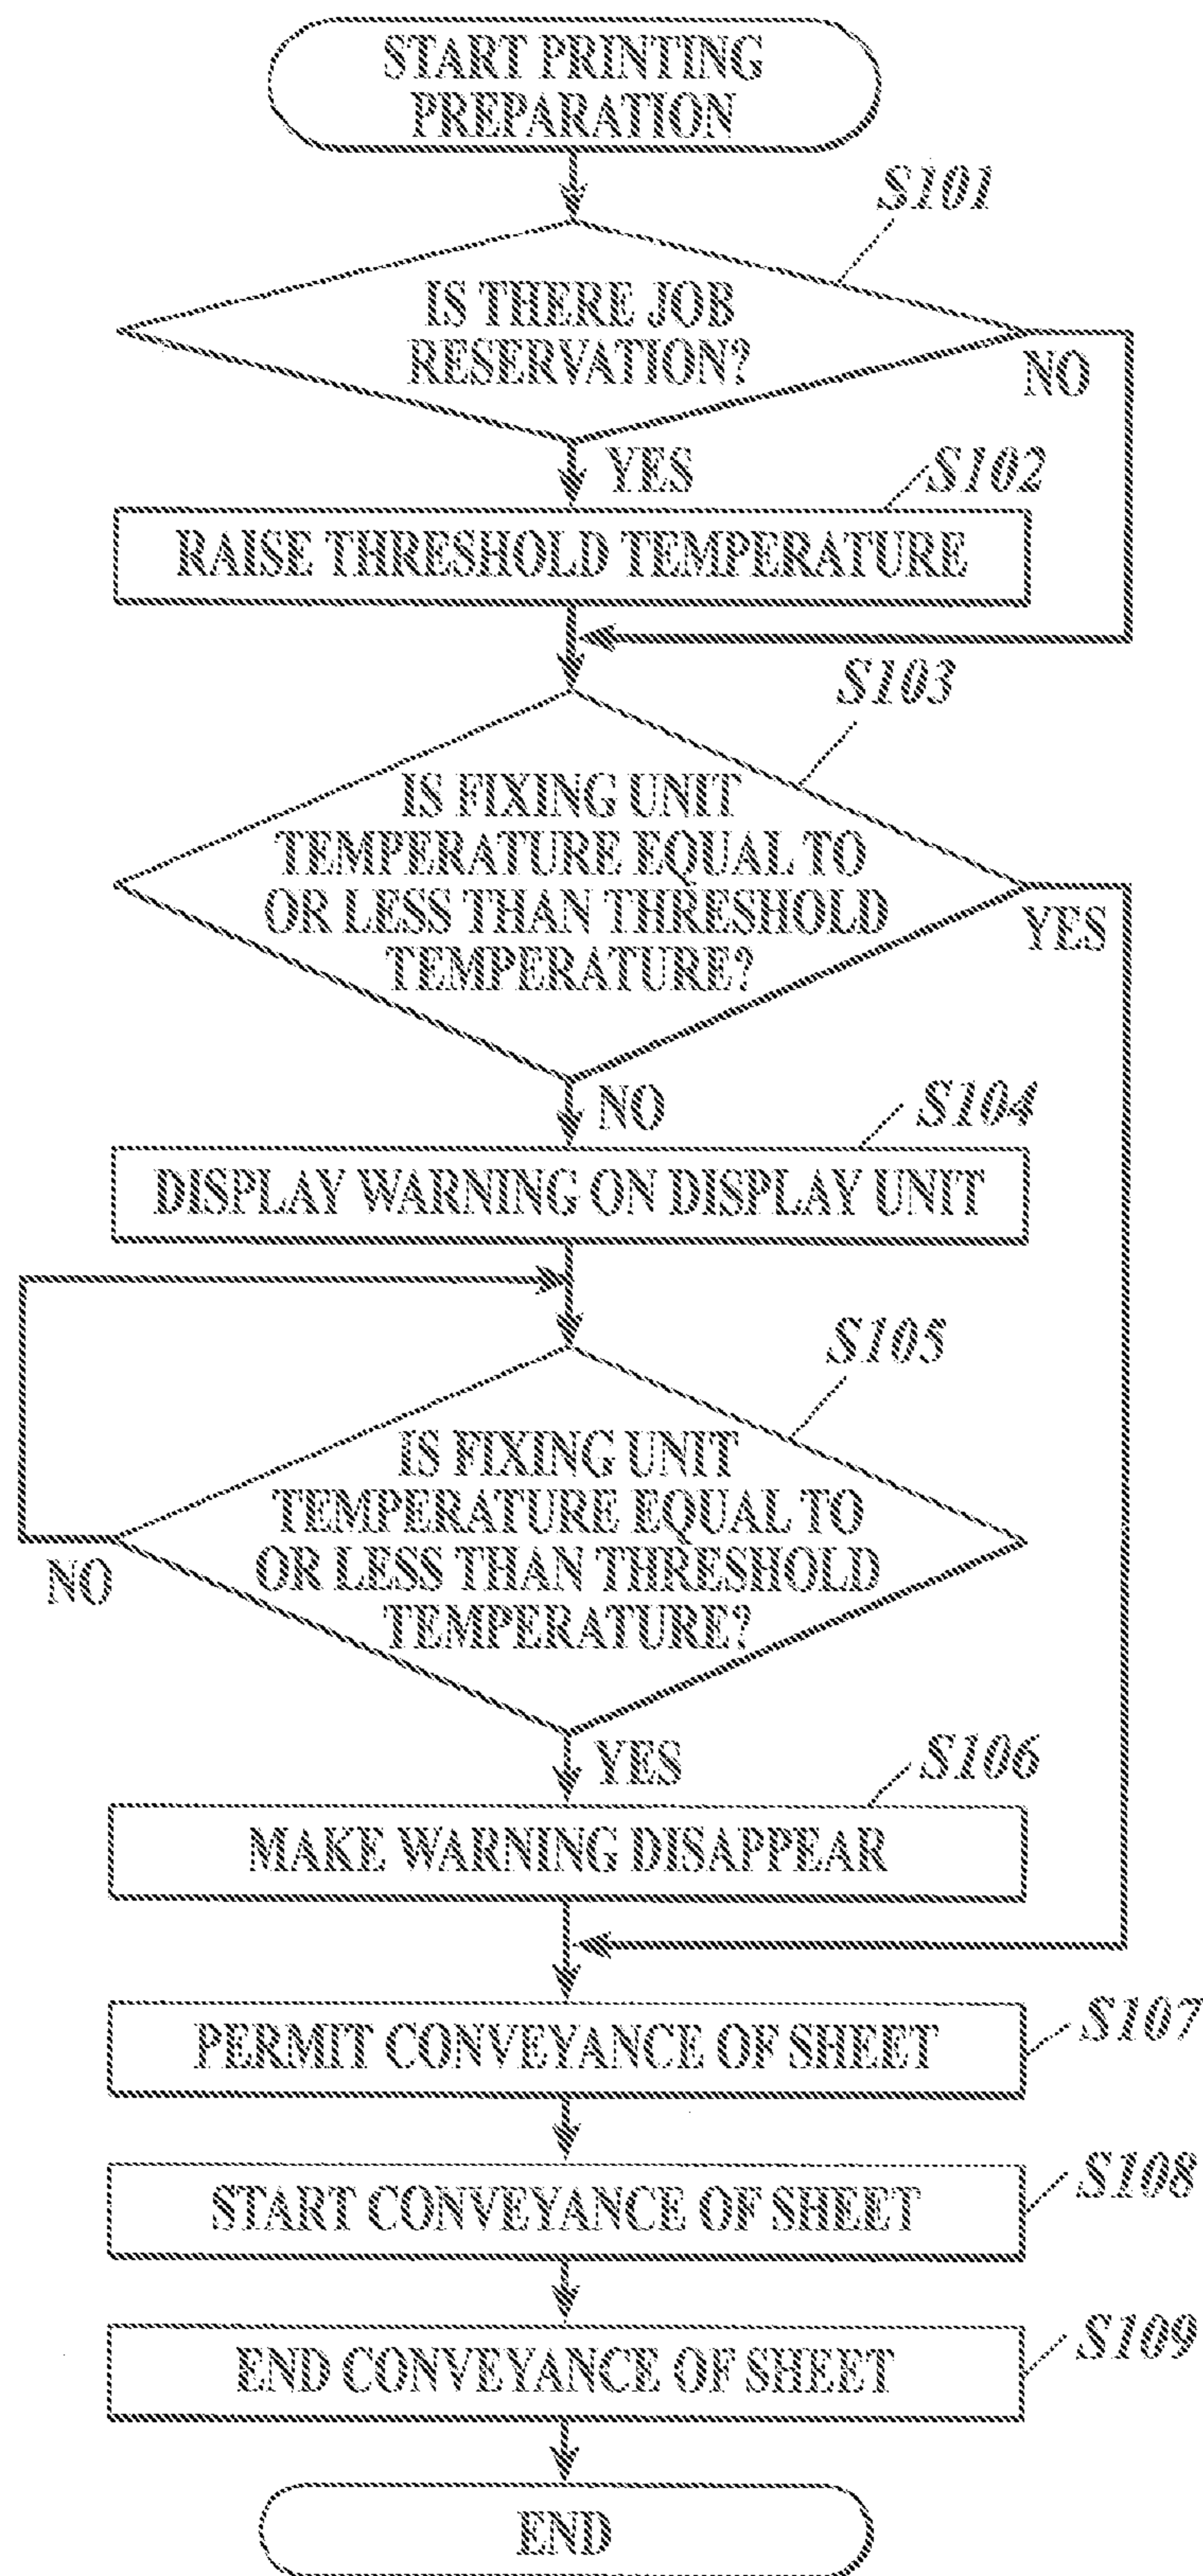 START PRINTING
PREPARATION
S101
IS THERE JOB
RESERVATION?
NO
YES
S102
RAISE THRESHOLD TEMPERATURE
S103
IS FIXING UNIT
TEMPERATURE EQUAL TO
OR LESS THAN THRESHOLD
TEMPERATURE?
YES
NO
S104
DISPLAY WARNING ON DISPLAY UNIT
S105
IS FIXING UNIT
TEMPERATURE EQUAL TO
OR LESS THAN THRESHOLD
TEMPERATURE?
NO
YES
S106
MAKE WARNING DISAPPEAR
S107
PERMIT CONVEYANCE OF SHEET
S108
START CONVEYANCE OF SHEET
S109
END CONVEYANCE OF SHEET
END